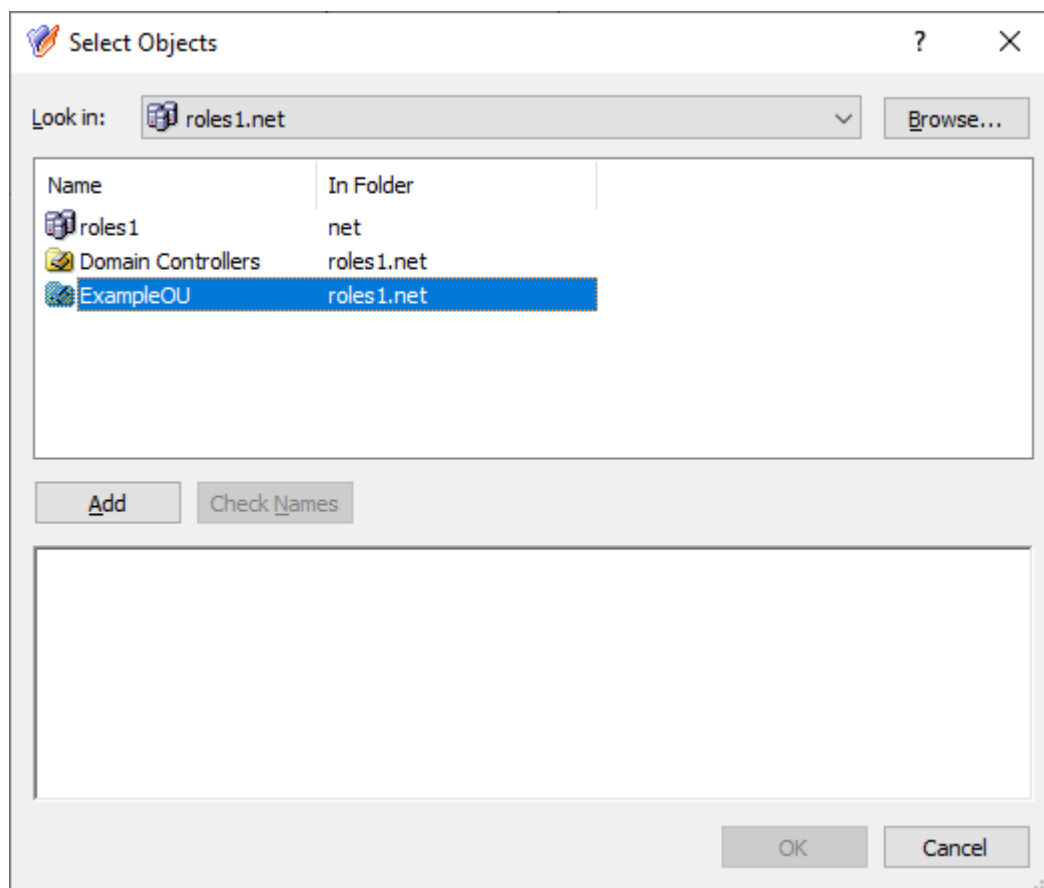 Select Objects ? X
Look in: roles1.net Browse...
Name In Folder
roles1 net
Domain Controllers roles1.net
ExampleOU roles1.net
Add Check Names
OK Cancel